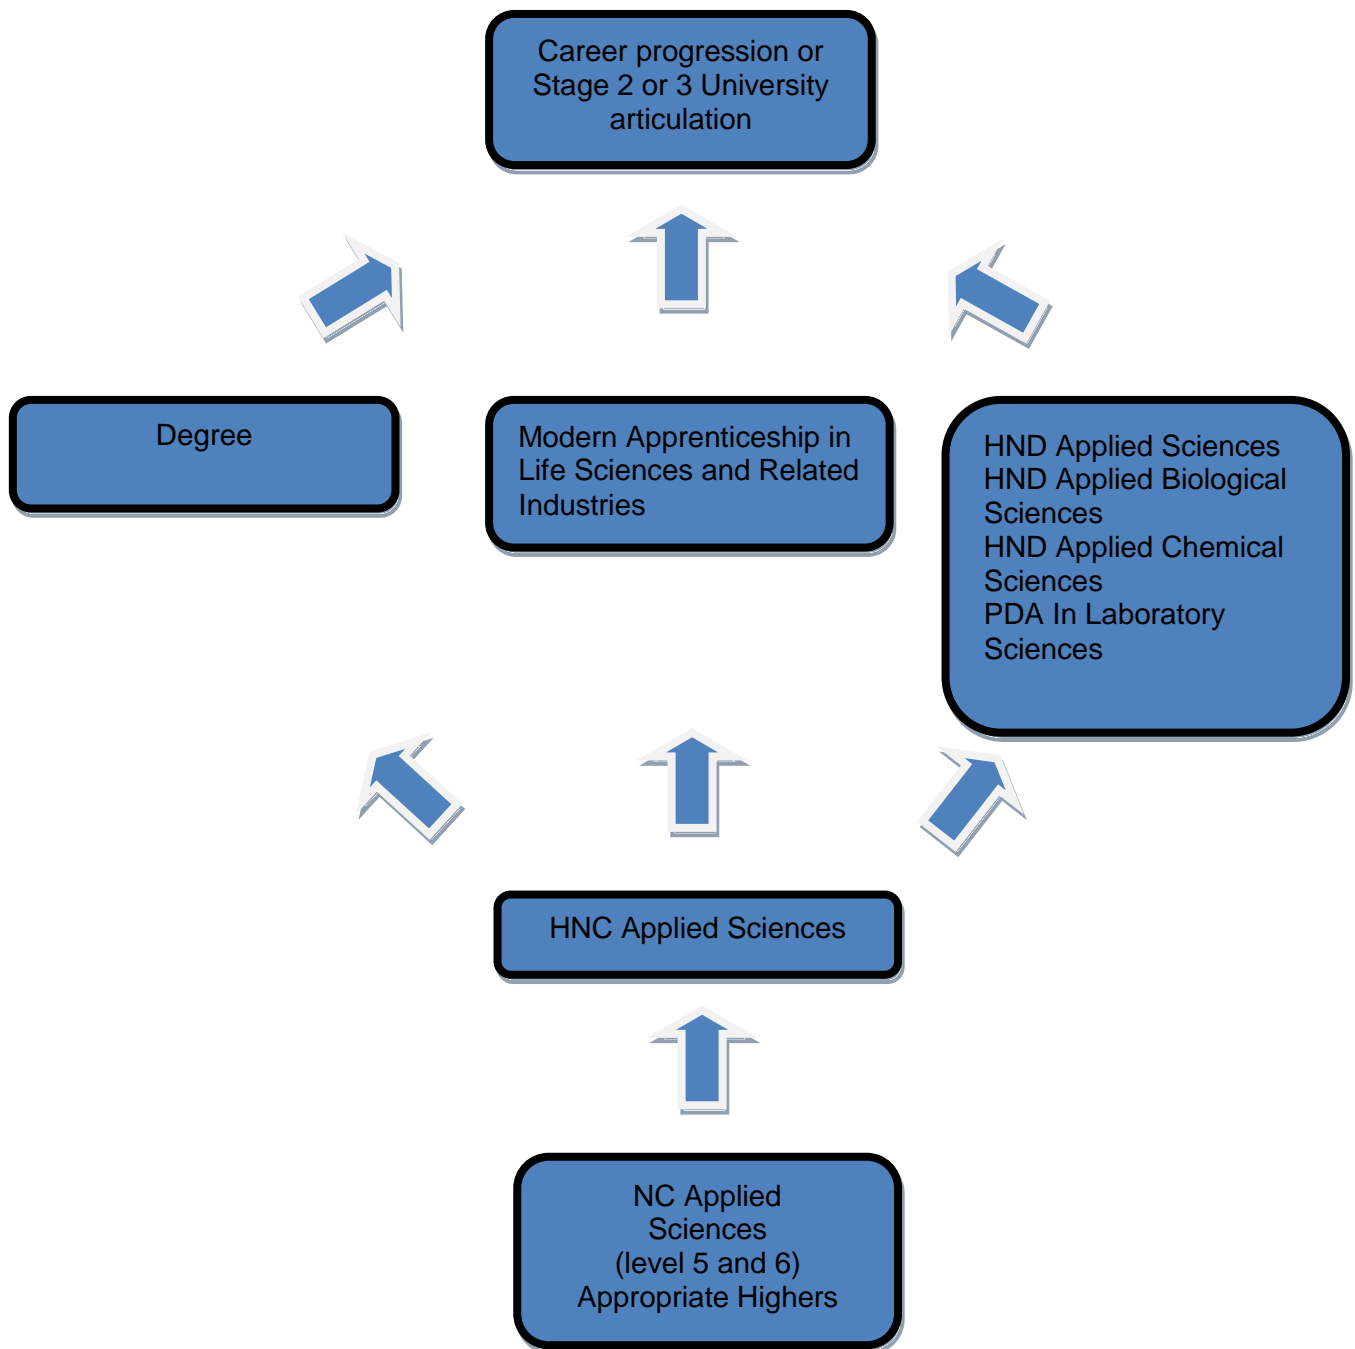 Career progression or
Stage 2 or 3 University
articulation
Degree
Modern Apprenticeship in
Life Sciences and Related
Industries
HND Applied Sciences
HND Applied Biological
Sciences
HND Applied Chemical
Sciences
PDA In Laboratory
Sciences
HNC Applied Sciences
NC Applied
Sciences
(level 5 and 6)
Appropriate Highers